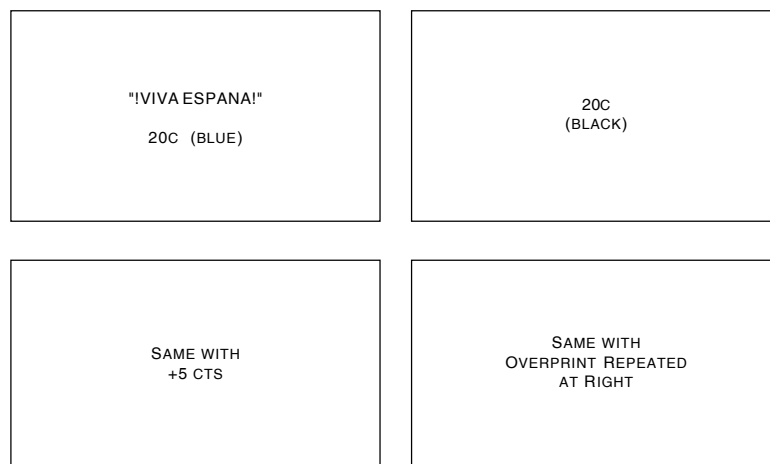 "!VIVA ESPANA!"
20C (BLUE)
20C
(BLACK)
SAME WITH
+5 CTS
SAME WITH
OVERPRINT REPEATED
AT RIGHT